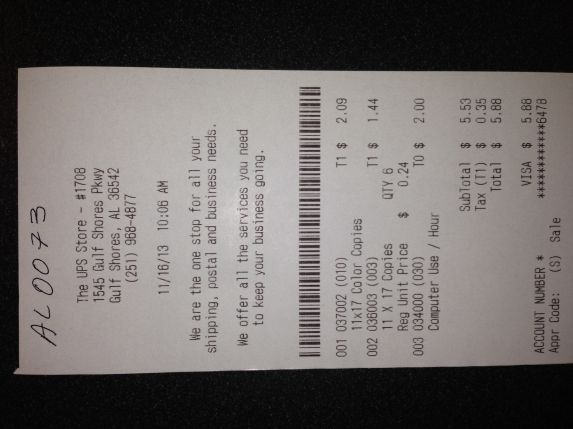 AL0073
The UPS Store - #1708
1545 Gulf Shores Pkwy
Gulf Shores, AL 36542
(251) 968-4877
11/16/13 10:06 AM
We are the one stop for all your
shipping, postal and business needs.
We offer all the services you need
to keep your business going.
001 037002 (010) T1 $ 2.09
11x17 Color Copies
002 036003 (003) T1 $ 1.44
11 X 17 Copies QTY 6
Reg Unit Price $ 0.24
003 034000 (030) T0 $ 2.00
Computer Use / Hour
SubTotal $ 5.53
Tax (T1) $ 0.35
Total $ 5.88
VISA $ 5.88
ACCOUNT NUMBER * ************6478
Appr Code: (S) Sale